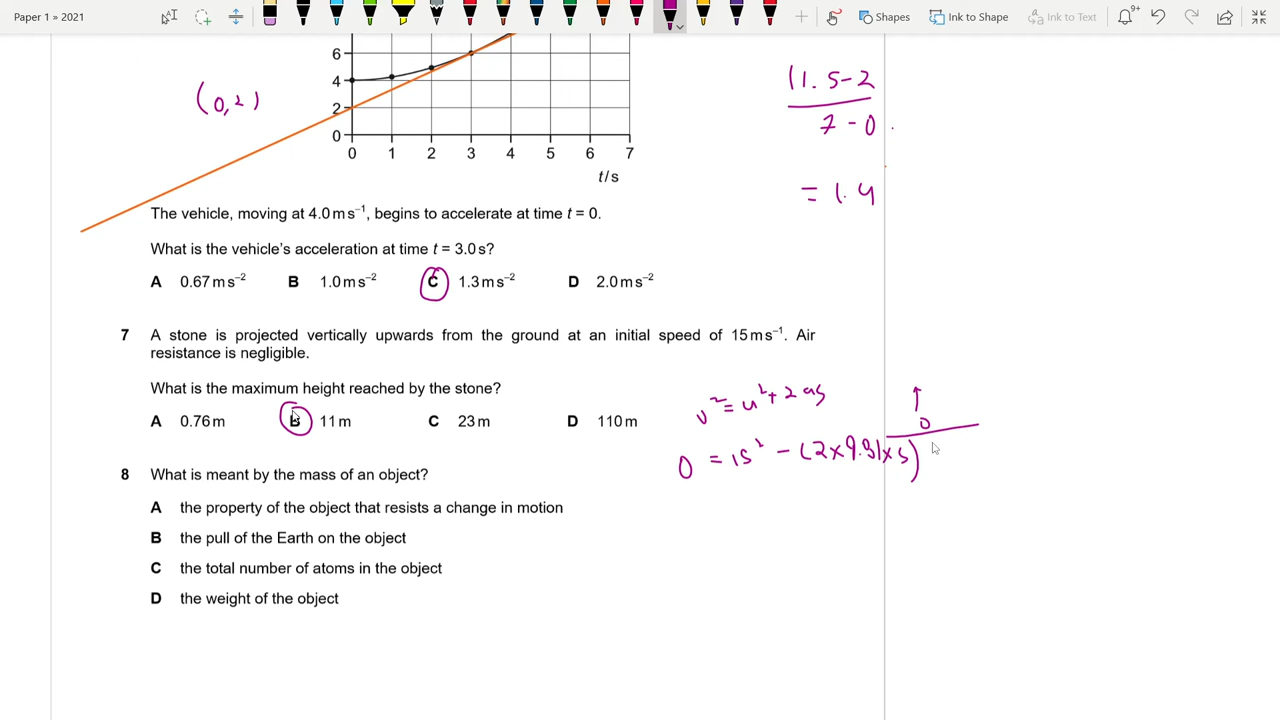 Paper 1 » 2021
Shapes
Ink to Shape
Ink to Text
9+
6
4
2
0
0 1 2 3 4 5 6 7
t/s
(0,2)
11.5-2
7-0
= 1.4
The vehicle, moving at 4.0 m s⁻¹, begins to accelerate at time t = 0.
What is the vehicle's acceleration at time t = 3.0 s?
A 0.67 m s⁻² B 1.0 m s⁻² C 1.3 m s⁻² D 2.0 m s⁻²
7 A stone is projected vertically upwards from the ground at an initial speed of 15 m s⁻¹. Air
resistance is negligible.
What is the maximum height reached by the stone?
A 0.76 m B 11 m C 23 m D 110 m
v² = u² + 2as
↑
0
0 = 15² - (2×9.81×s)
8 What is meant by the mass of an object?
A the property of the object that resists a change in motion
B the pull of the Earth on the object
C the total number of atoms in the object
D the weight of the object